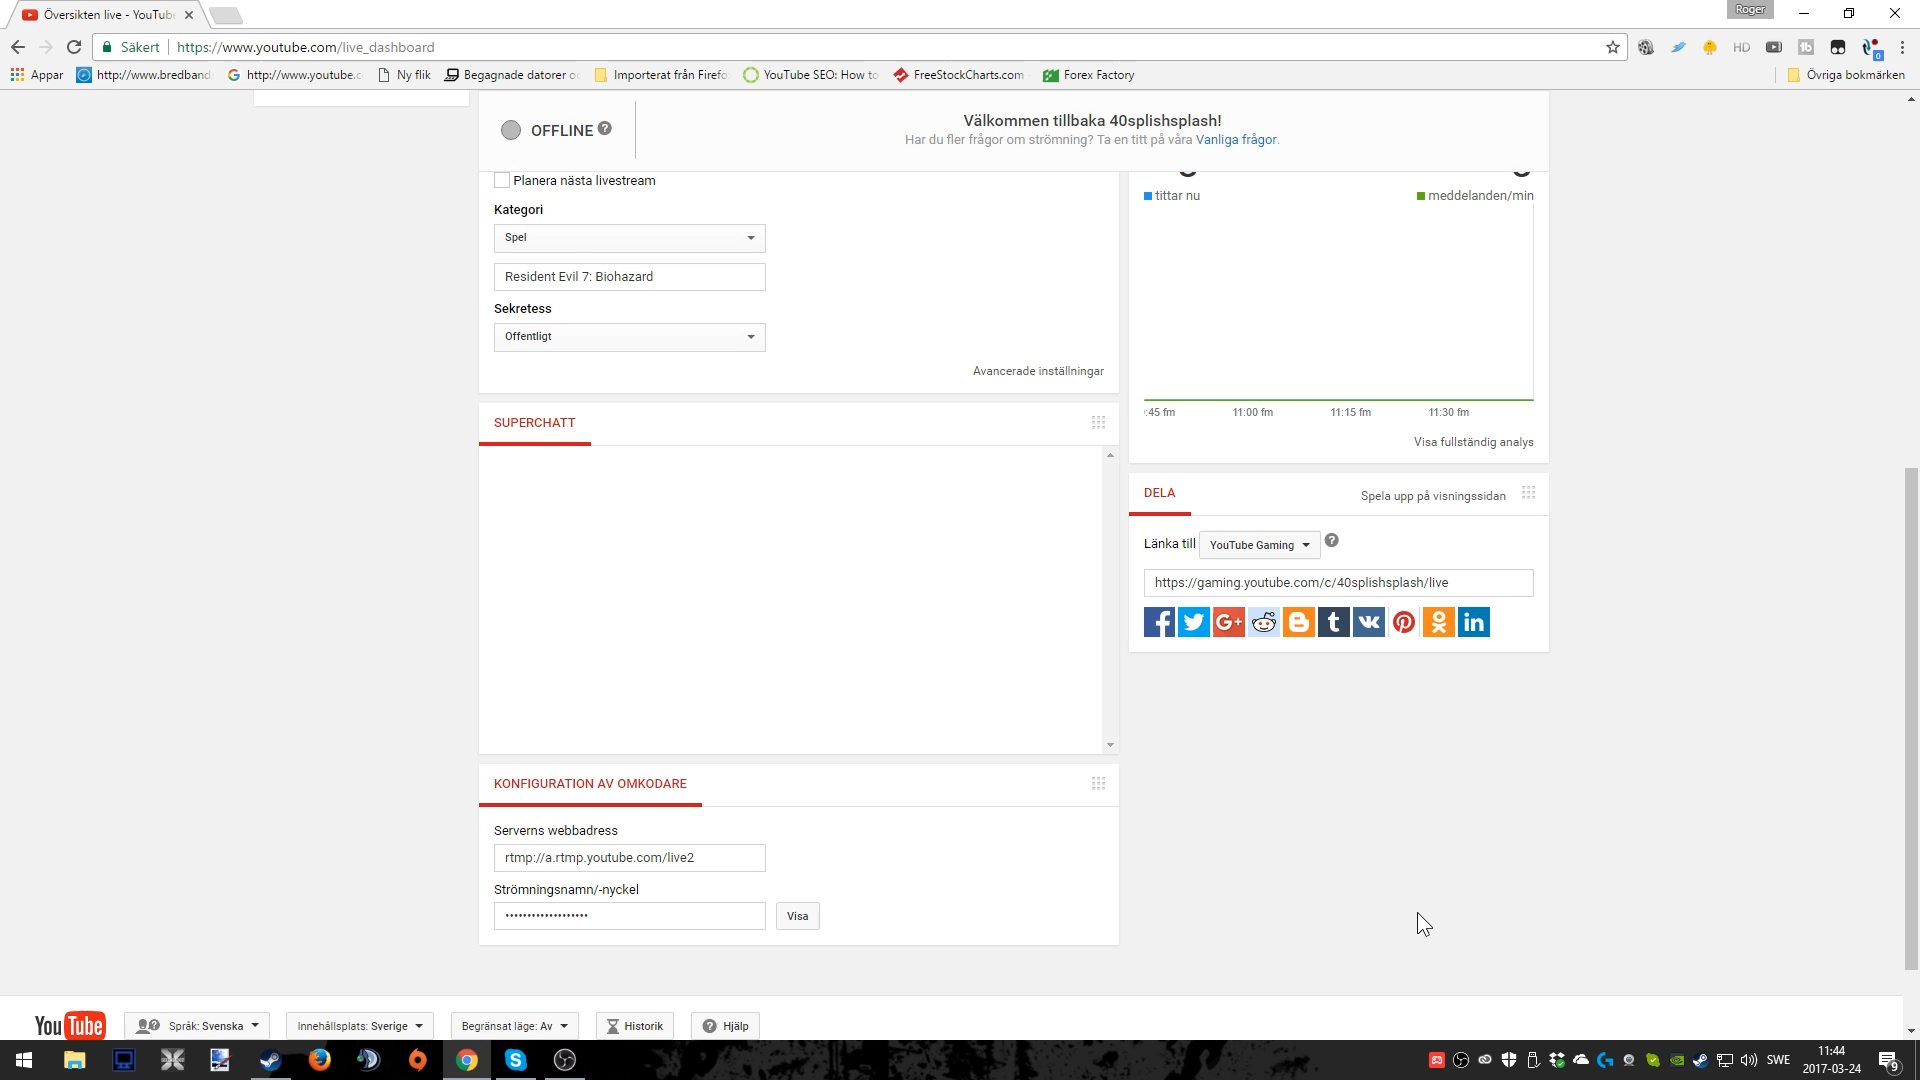 Översikten live - YouTube
Roger
Säkert
https://www.youtube.com/live_dashboard
Appar
http://www.bredband
http://www.youtube.c
Ny flik
Begagnade datorer oc
Importerat från Firefo
YouTube SEO: How to
FreeStockCharts.com
Forex Factory
Övriga bokmärken
OFFLINE
Välkommen tillbaka 40splishsplash!
Har du fler frågor om strömning? Ta en titt på våra Vanliga frågor.
Planera nästa livestream
Kategori
Spel
Resident Evil 7: Biohazard
Sekretess
Offentligt
Avancerade inställningar
tittar nu
meddelanden/min
:45 fm
11:00 fm
11:15 fm
11:30 fm
Visa fullständig analys
SUPERCHATT
DELA
Spela upp på visningssidan
Länka till
YouTube Gaming
https://gaming.youtube.com/c/40splishsplash/live
KONFIGURATION AV OMKODARE
Serverns webbadress
rtmp://a.rtmp.youtube.com/live2
Strömningsnamn/-nyckel
•••••••••••••••••••
Visa
YouTube
Språk: Svenska
Innehållsplats: Sverige
Begränsat läge: Av
Historik
Hjälp
SWE
11:44
2017-03-24
9